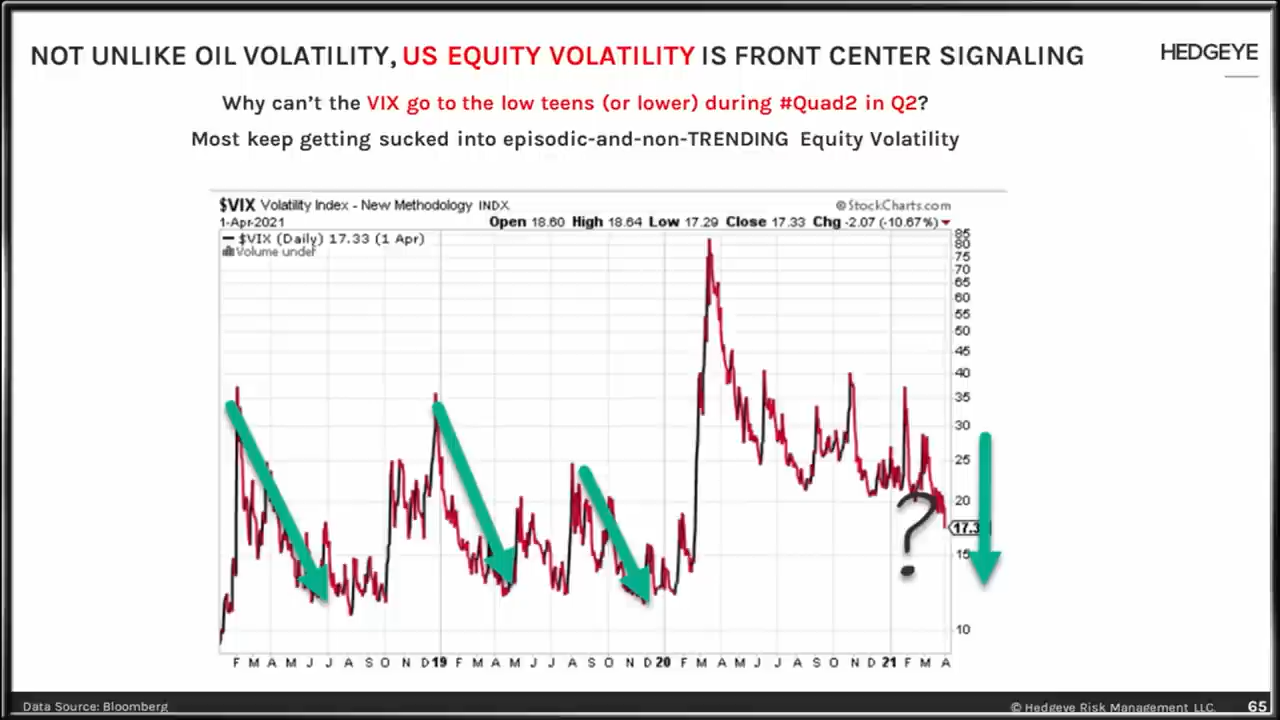 NOT UNLIKE OIL VOLATILITY, US EQUITY VOLATILITY IS FRONT CENTER SIGNALING
HEDGEYE
Why can't the VIX go to the low teens (or lower) during #Quad2 in Q2?
Most keep getting sucked into episodic-and-non-TRENDING Equity Volatility
$VIX Volatility Index - New Methodology INDX
© StockCharts.com
1-Apr-2021
Open 18.60 High 18.64 Low 17.29 Close 17.33 Chg -2.07 (-10.67%)
$VIX (Daily) 17.33 (1 Apr)
Volume undef
85
80
75
70
65
60
55
50
45
40
35
30
25
20
17.3
15
10
?
F M A M J J A S O N D 19 F M A M J J A S O N D 20 F M A M J J A S O N D 21 F M A
Data Source: Bloomberg
© Hedgeye Risk Management LLC.
65